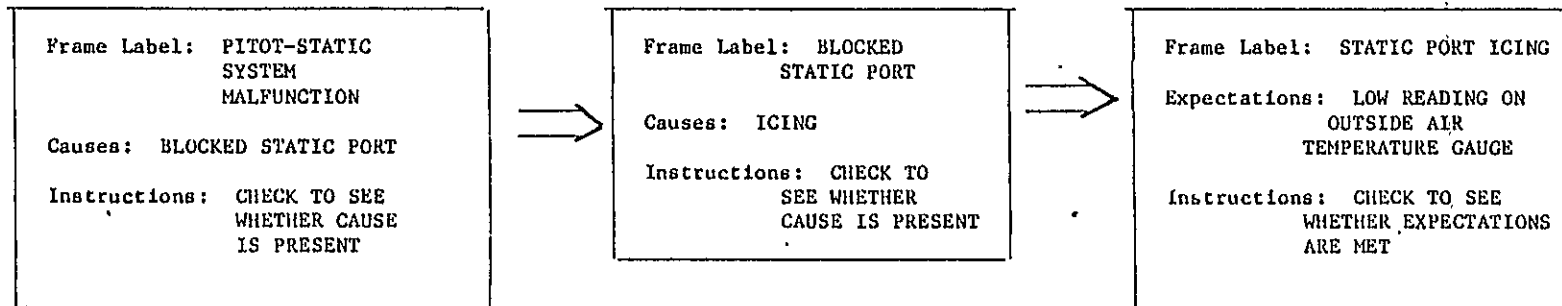 Frame Label: PITOT-STATIC
SYSTEM
MALFUNCTION
Causes: BLOCKED STATIC PORT
Instructions: CHECK TO SEE
WHETHER CAUSE
IS PRESENT
Frame Label: BLOCKED
STATIC PORT
Causes: ICING
Instructions: CHECK TO
SEE WHETHER
CAUSE IS PRESENT
Frame Label: STATIC PORT ICING
Expectations: LOW READING ON
OUTSIDE AIR
TEMPERATURE GAUGE
Instructions: CHECK TO SEE
WHETHER EXPECTATIONS
ARE MET